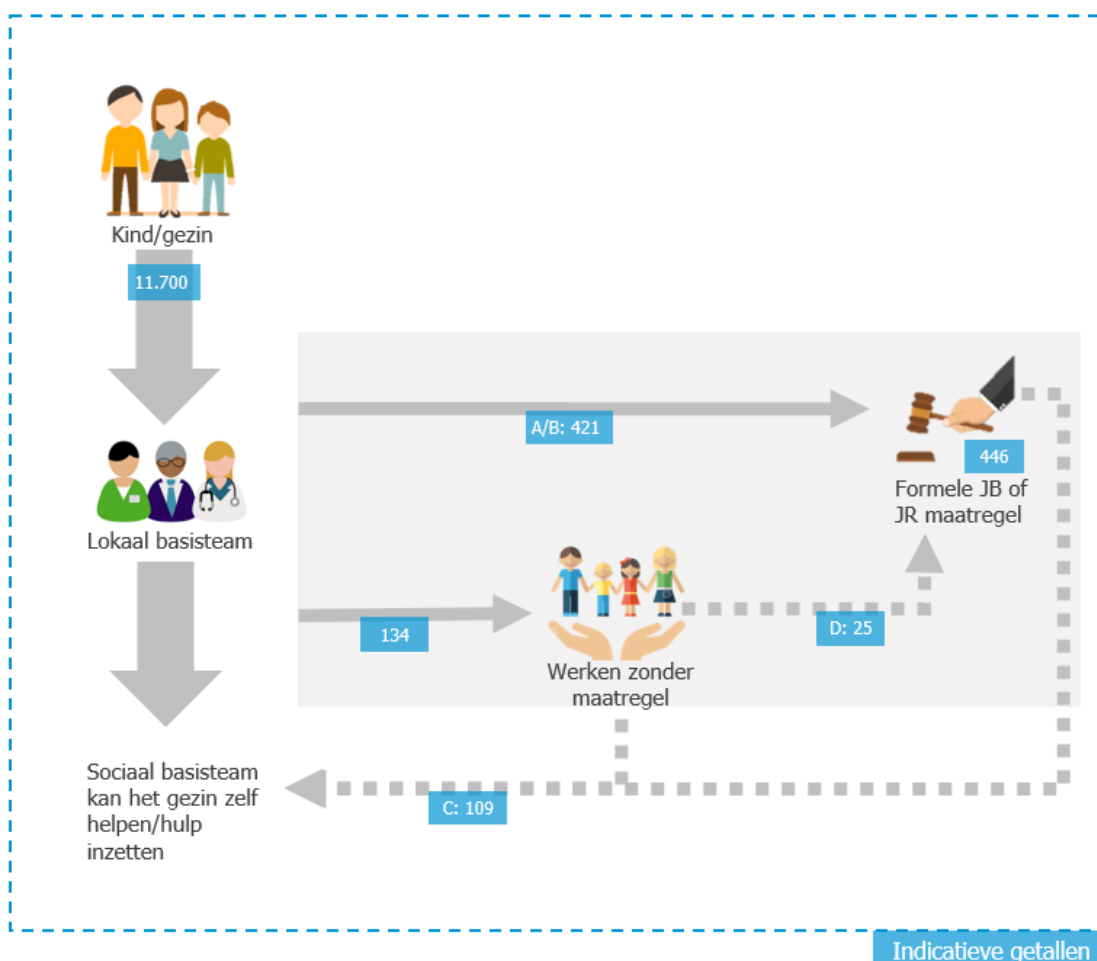 Kind/gezin
11.700
A/B: 421
446
Formele JB of
JR maatregel
Lokaal basisteam
134
D: 25
Werken zonder
maatregel
Sociaal basisteam
kan het gezin zelf
helpen/hulp
inzetten
C: 109
Indicatieve getallen